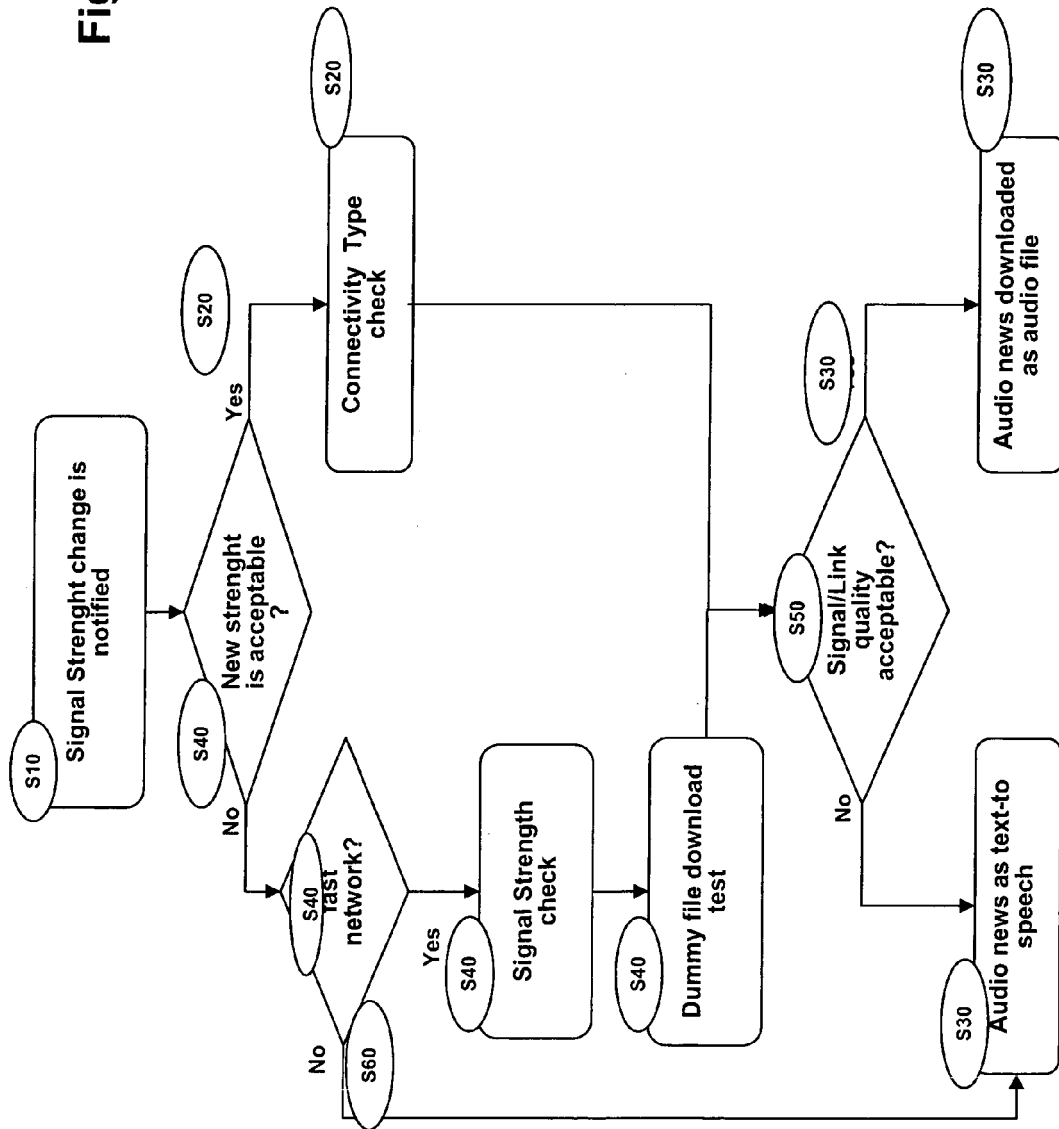 Fig
S10
Signal Strenght change is
notified
S40
New strenght
is acceptable
?
Yes
S20
S20
Connectivity Type
check
No
S40
network?
No
S60
Yes
S40
Signal Strength
check
S40
Dummy file download
test
S50
Signal/Link
quality
acceptable?
S30
No
S30
Audio news as text-to
speech
S30
Audio news downloaded
as audio file